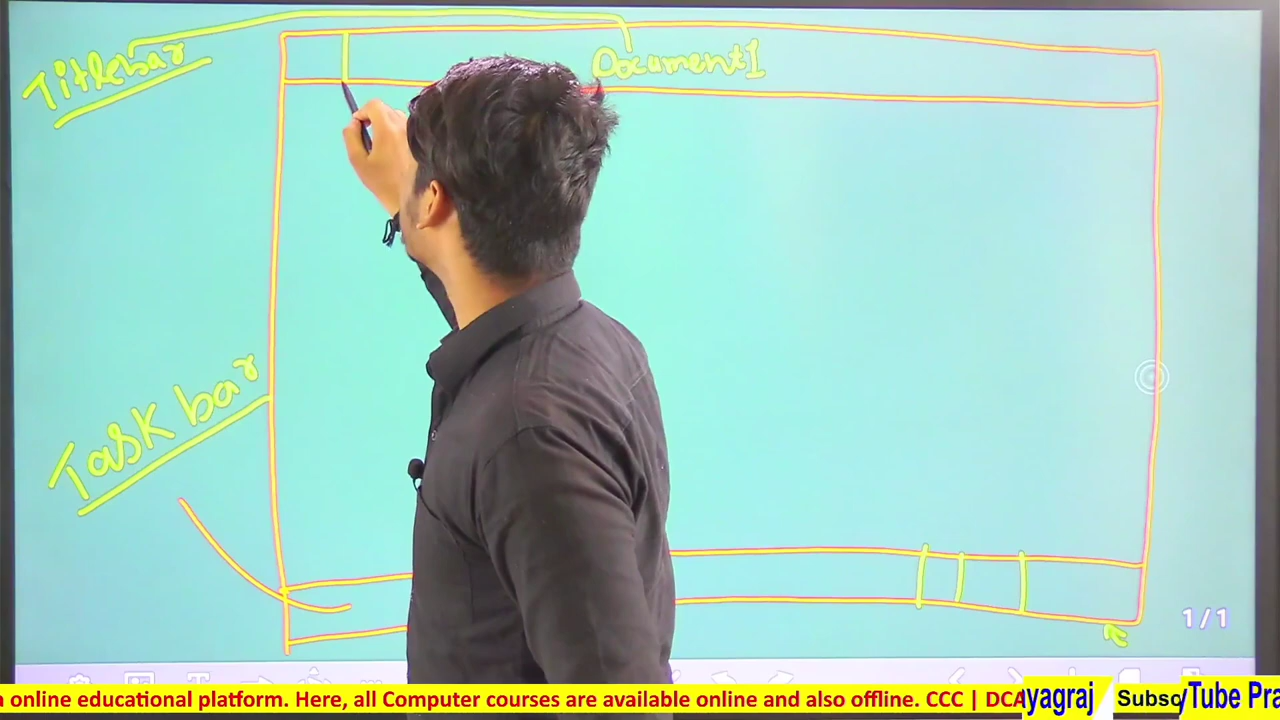 Titlebar
Document1
Task bar
1/1
online educational platform. Here, all Computer courses are available online and also offline. CCC | DCA
yagraj
Subsc
Tube Pra